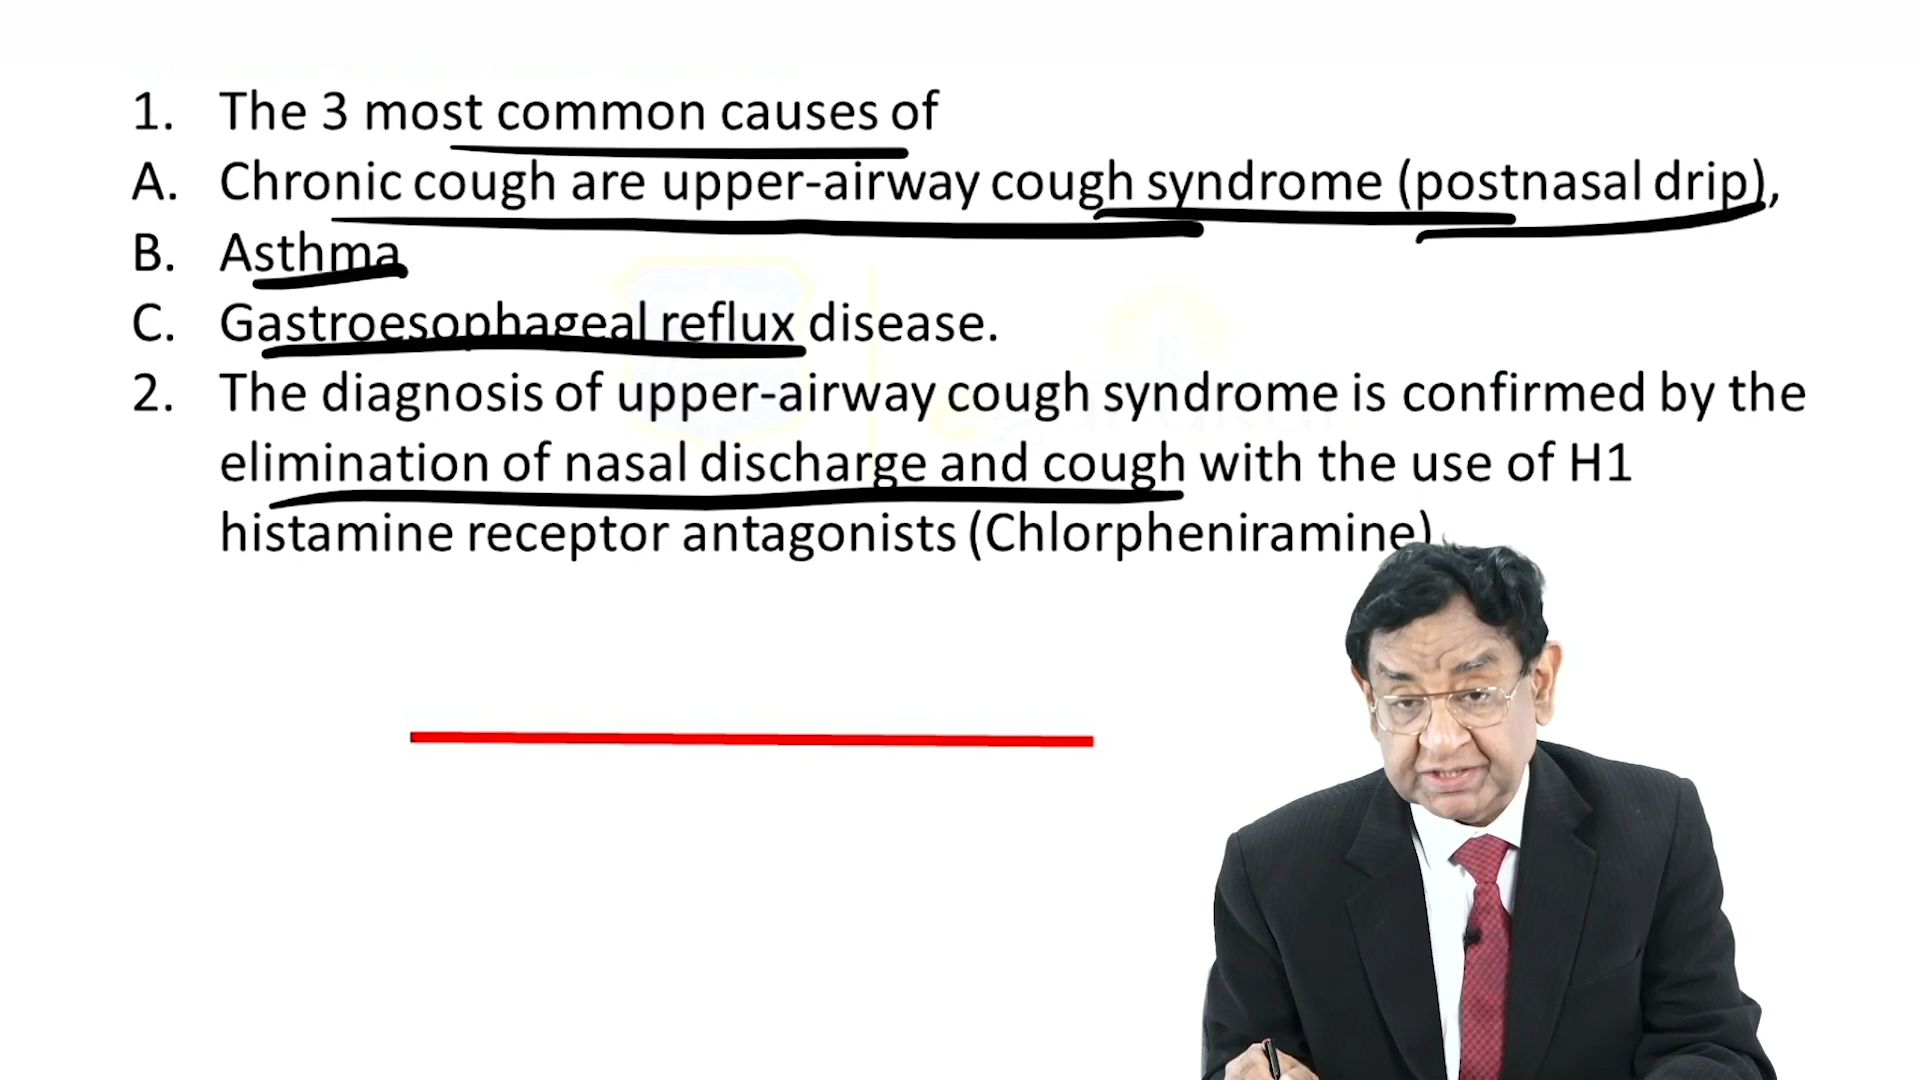 1. The 3 most common causes of
A. Chronic cough are upper-airway cough syndrome (postnasal drip),
B. Asthma
C. Gastroesophageal reflux disease.
2. The diagnosis of upper-airway cough syndrome is confirmed by the
elimination of nasal discharge and cough with the use of H1
histamine receptor antagonists (Chlorpheniramine)